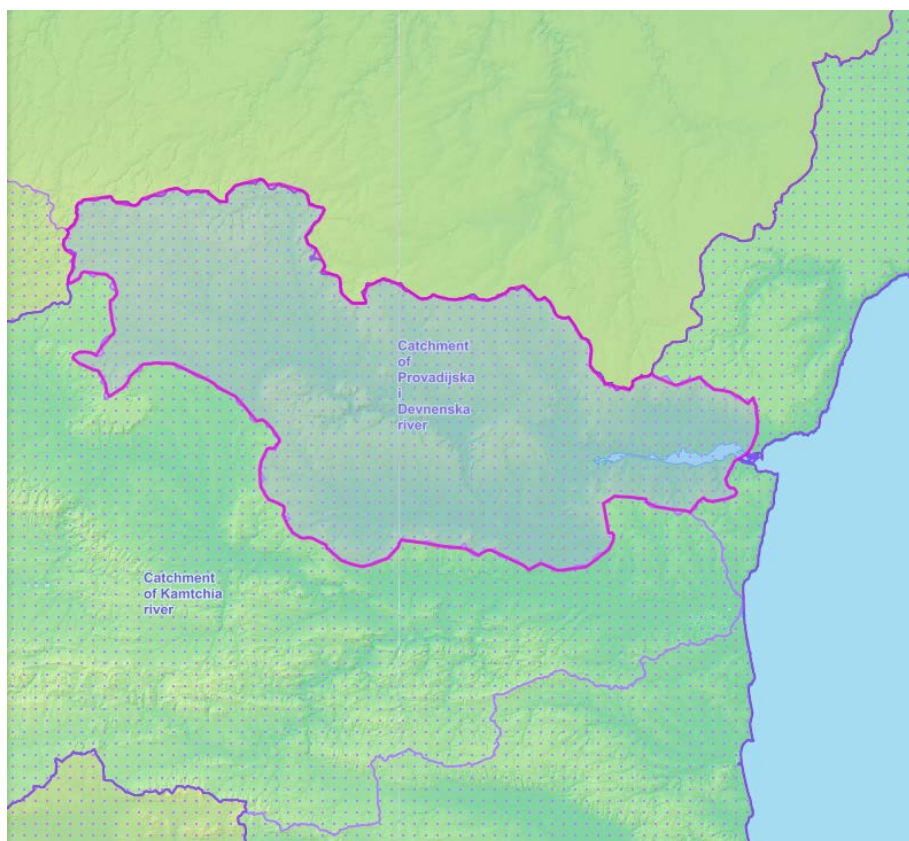 Catchment
of
Provadijska
i
Devnenska
river
Catchment
of Kamtchia
river